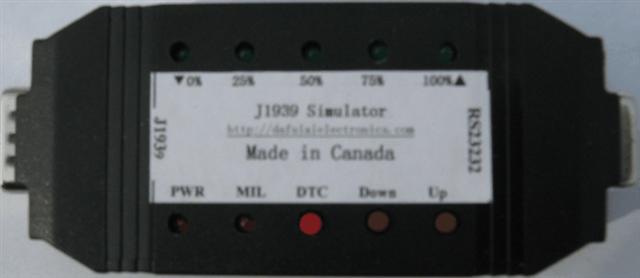 ▼0% 25% 50% 75% 100%▲
J1939 Simulator
http://dafulaielectronics.com
Made in Canada
J1939
RS23232
PWR MIL DTC Down Up